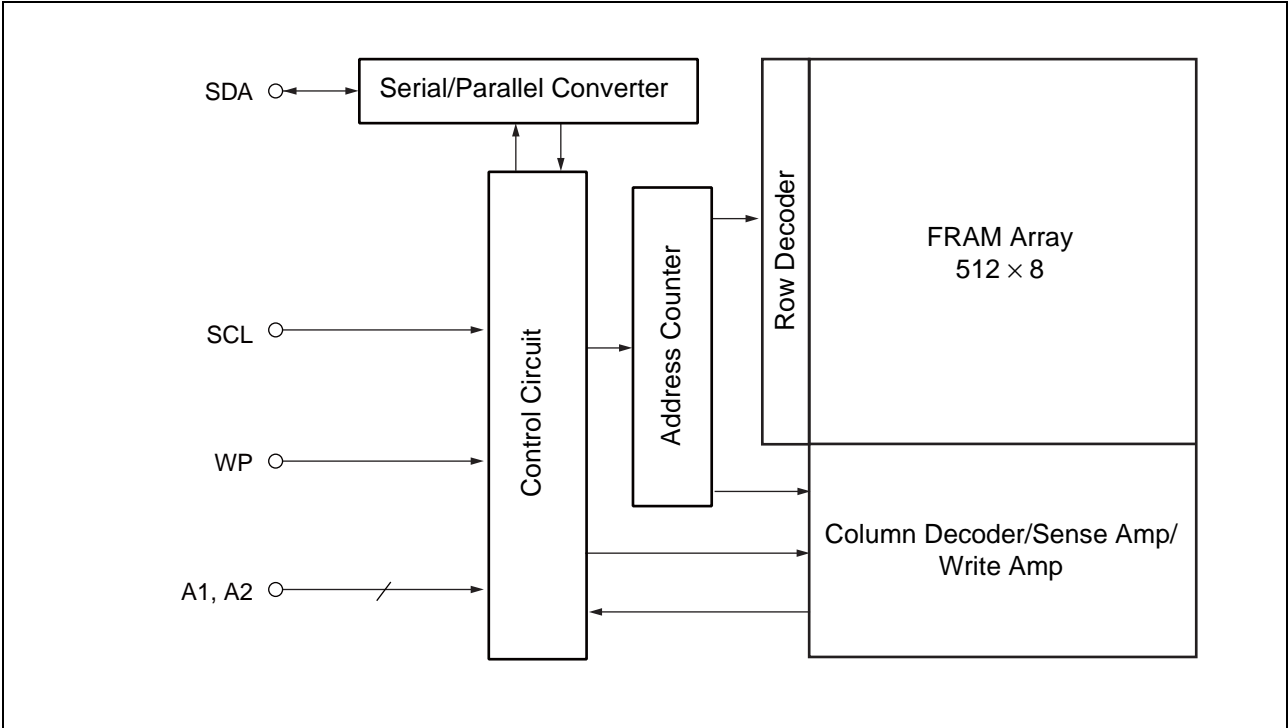 SDA
Serial/Parallel Converter
SCL
WP
A1, A2
Control Circuit
Address Counter
Row Decoder
FRAM Array
512 × 8
Column Decoder/Sense Amp/
Write Amp